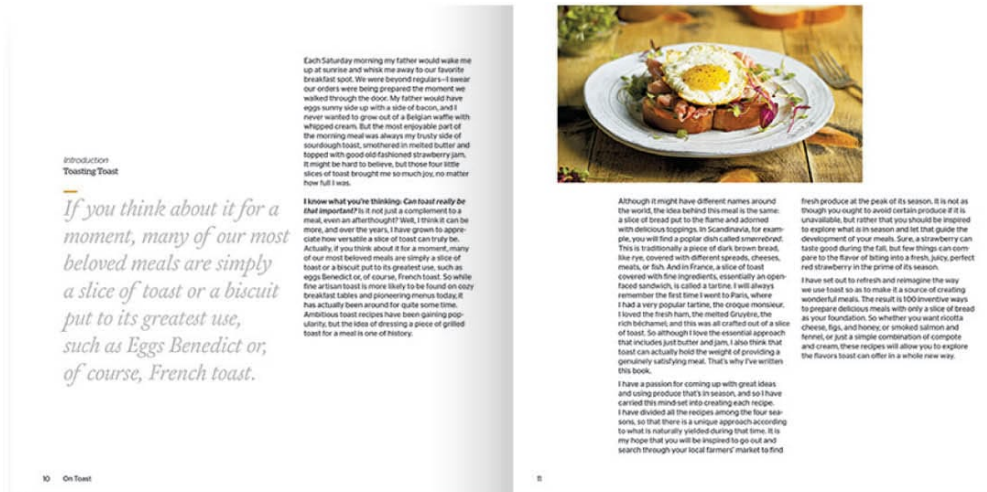 Introduction
Toasting Toast
If you think about it for a
moment, many of our most
beloved meals are simply
a slice of toast or a biscuit
put to its greatest use,
such as Eggs Benedict or,
of course, French toast.
Each Saturday morning my father would wake me
up at sunrise and whisk me away to our favorite
breakfast spot. We were beyond regulars—I swear
our orders were being prepared the moment we
walked through the door. My father would have
eggs sunny side up with a side of bacon, and I
never wanted to grow out of a Belgian waffle with
whipped cream. But the most enjoyable part of
the morning meal was always my trusty side of
sourdough toast, smothered in melted butter and
topped with good old-fashioned strawberry jam.
It might be hard to believe, but those four little
slices of toast brought me so much joy, no matter
how full I was.
I know what you're thinking: Can toast really be
that important? Is it not just a complement to a
meal, even an afterthought? Well, I think it can be
more, and over the years, I have grown to appre-
ciate how versatile a slice of toast can truly be.
Actually, if you think about it for a moment, many
of our most beloved meals are simply a slice of
toast or a biscuit put to its greatest use, such as
eggs Benedict or, of course, French toast. So while
fine artisan toast is more likely to be found on cozy
breakfast tables and pioneering menus today, it
has actually been around for quite some time.
Ambitious toast recipes have been gaining pop-
ularity, but the idea of dressing a piece of grilled
toast for a meal is one of history.
10 On Toast
Although it might have different names around
the world, the idea behind this meal is the same:
a slice of bread put to the flame and adorned
with delicious toppings. In Scandinavia, for exam-
ple, you will find a poplar dish called smørrebrød.
This is traditionally a piece of dark brown bread,
like rye, covered with different spreads, cheeses,
meats, or fish. And in France, a slice of toast
covered with fine ingredients, essentially an open-
faced sandwich, is called a tartine. I will always
remember the first time I went to Paris, where
I had a very popular tartine, the croque monsieur.
I loved the fresh ham, the melted Gruyère, the
rich béchamel; and this was all crafted out of a slice
of toast. So although I love the essential approach
that includes just butter and jam, I also think that
toast can actually hold the weight of providing a
genuinely satisfying meal. That's why I've written
this book.
I have a passion for coming up with great ideas
and using produce that's in season, and so I have
carried this mind-set into creating each recipe.
I have divided all the recipes among the four sea-
sons, so that there is a unique approach according
to what is naturally yielded during that time. It is
my hope that you will be inspired to go out and
search through your local farmers' market to find
fresh produce at the peak of its season. It is not as
though you ought to avoid certain produce if it is
unavailable, but rather that you should be inspired
to explore what is in season and let that guide the
development of your meals. Sure, a strawberry can
taste good during the fall, but few things can com-
pare to the flavor of biting into a fresh, juicy, perfect
red strawberry in the prime of its season.
I have set out to refresh and reimagine the way
we use toast so as to make it a source of creating
wonderful meals. The result is 100 inventive ways
to prepare delicious meals with only a slice of bread
as your foundation. So whether you want ricotta
cheese, figs, and honey, or smoked salmon and
fennel, or just a simple combination of compote
and cream, these recipes will allow you to explore
the flavors toast can offer in a whole new way.
11